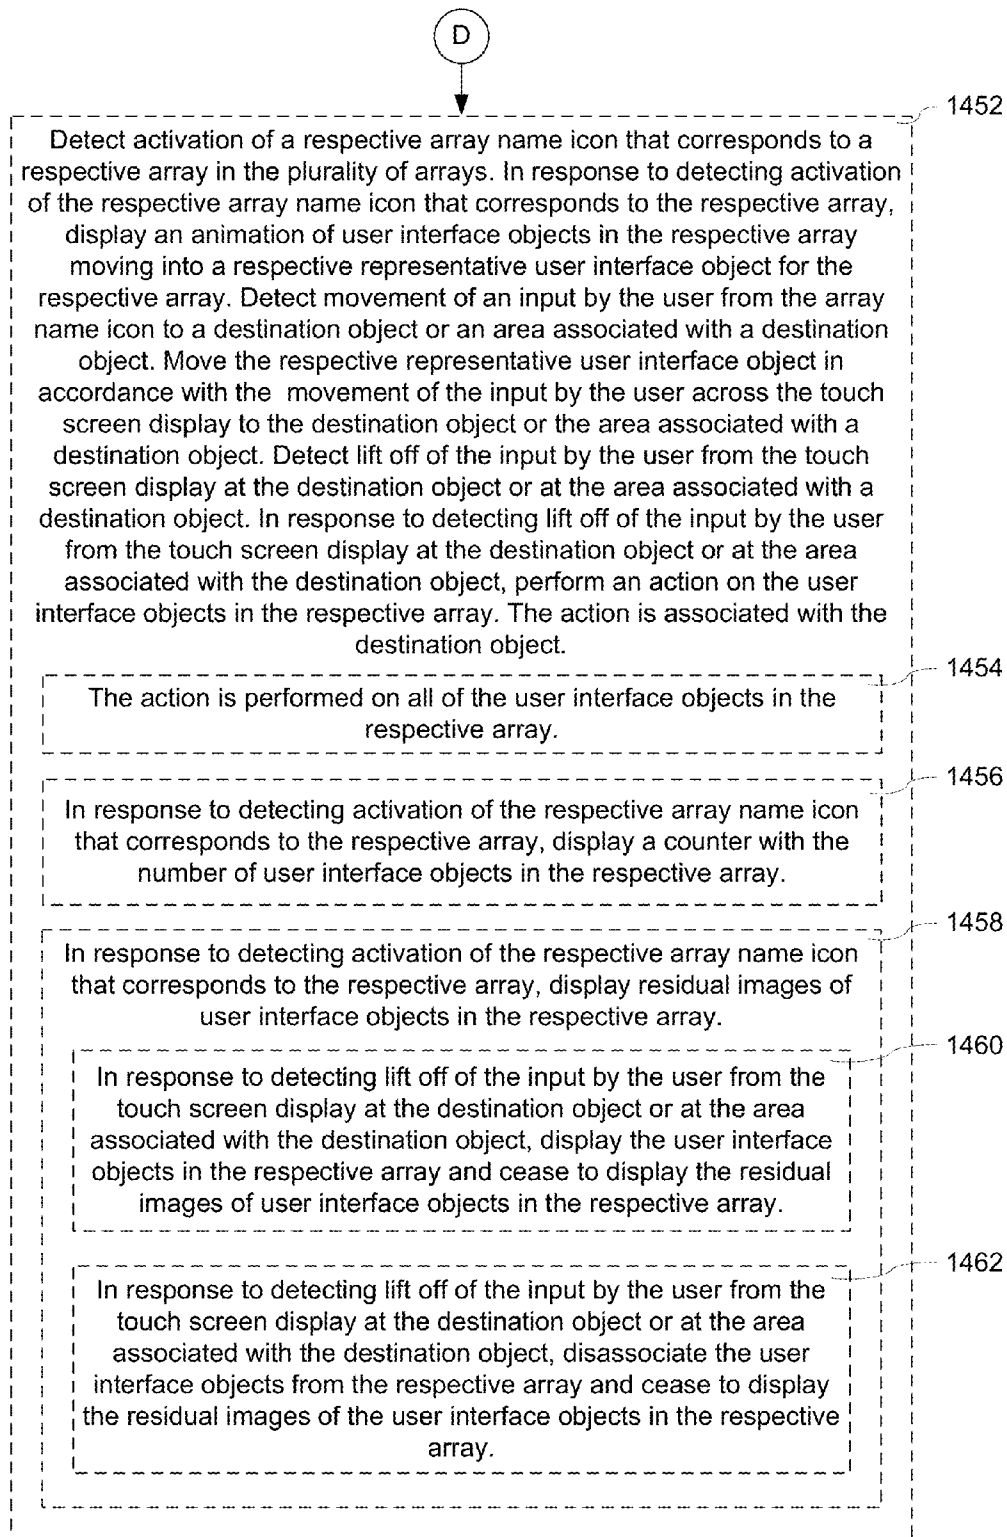 D
1452
Detect activation of a respective array name icon that corresponds to a
respective array in the plurality of arrays. In response to detecting activation
of the respective array name icon that corresponds to the respective array,
display an animation of user interface objects in the respective array
moving into a respective representative user interface object for the
respective array. Detect movement of an input by the user from the array
name icon to a destination object or an area associated with a destination
object. Move the respective representative user interface object in
accordance with the movement of the input by the user across the touch
screen display to the destination object or the area associated with a
destination object. Detect lift off of the input by the user from the touch
screen display at the destination object or at the area associated with a
destination object. In response to detecting lift off of the input by the user
from the touch screen display at the destination object or at the area
associated with the destination object, perform an action on the user
interface objects in the respective array. The action is associated with the
destination object.
1454
The action is performed on all of the user interface objects in the
respective array.
1456
In response to detecting activation of the respective array name icon
that corresponds to the respective array, display a counter with the
number of user interface objects in the respective array.
1458
In response to detecting activation of the respective array name icon
that corresponds to the respective array, display residual images of
user interface objects in the respective array.
1460
In response to detecting lift off of the input by the user from the
touch screen display at the destination object or at the area
associated with the destination object, display the user interface
objects in the respective array and cease to display the residual
images of user interface objects in the respective array.
1462
In response to detecting lift off of the input by the user from the
touch screen display at the destination object or at the area
associated with the destination object, disassociate the user
interface objects from the respective array and cease to display
the residual images of the user interface objects in the respective
array.